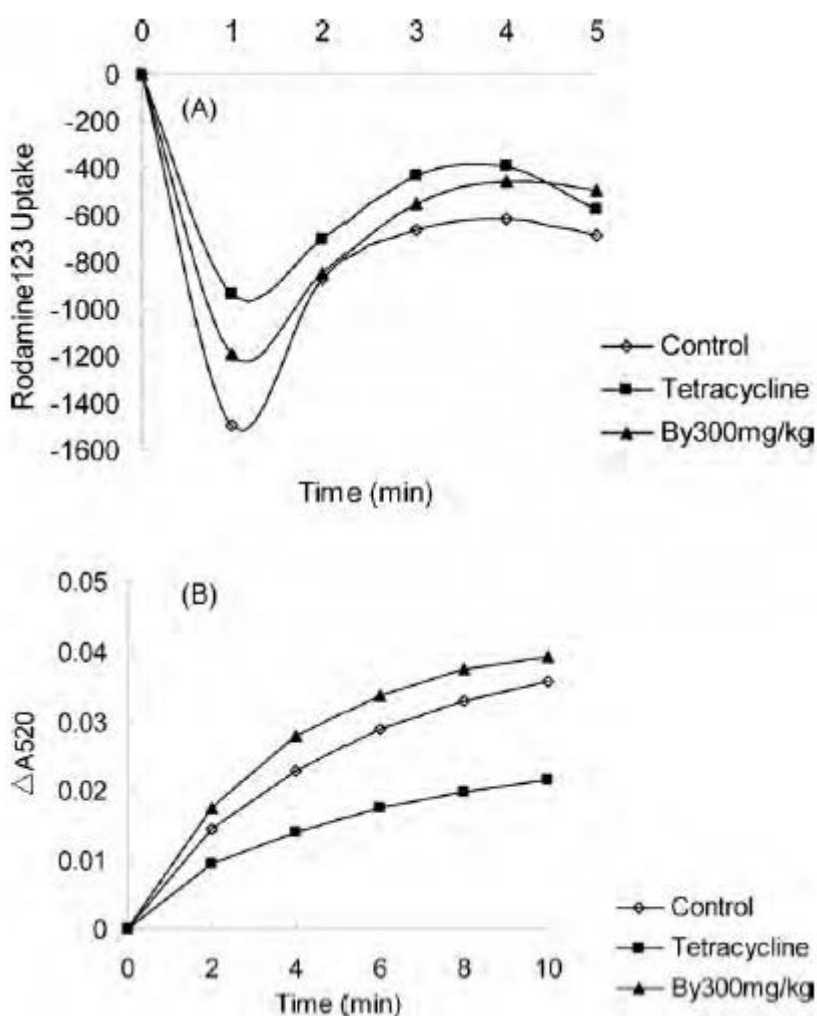 0 1 2 3 4 5
(A)
0
-200
-400
-600
-800
-1000
-1200
-1400
-1600
Rodamine123 Uptake
Time (min)
Control
Tetracycline
By300mg/kg
(B)
0.05
0.04
0.03
0.02
0.01
0
△A520
0 2 4 6 8 10
Time (min)
Control
Tetracycline
By300mg/kg